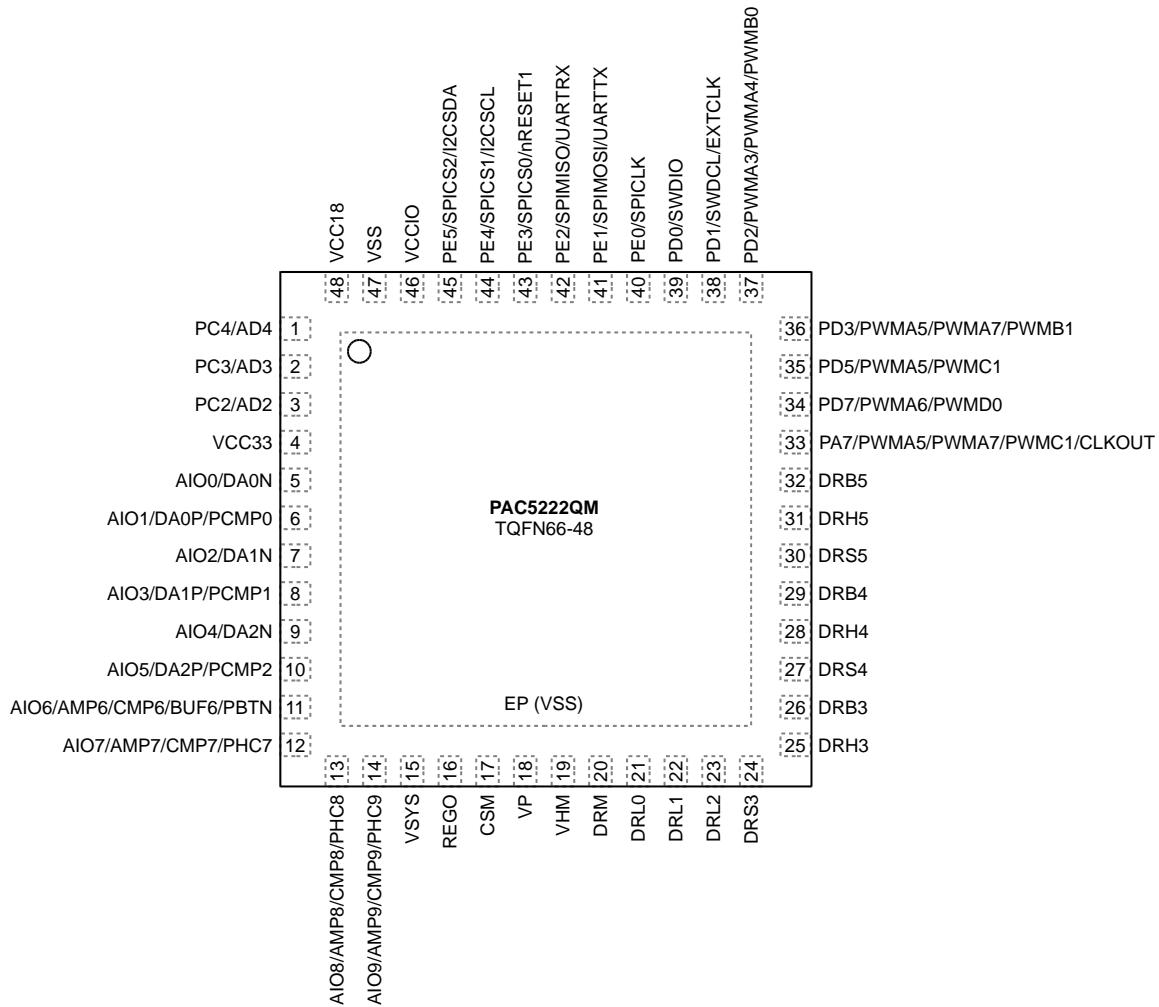 VCC18
VSS
VCCIO
PE5/SPICS2/I2CSDA
PE4/SPICS1/I2CSCL
PE3/SPICS0/nRESET1
PE2/SPIMISO/UARTRX
PE1/SPIMOSI/UARTTX
PE0/SPICLK
PD0/SWDIO
PD1/SWDCL/EXTCLK
PD2/PWMA3/PWMA4/PWMB0
48
47
46
45
44
43
42
41
40
39
38
37
PC4/AD4 1
PC3/AD3 2
PC2/AD2 3
VCC33 4
AIO0/DA0N 5
AIO1/DA0P/PCMP0 6
AIO2/DA1N 7
AIO3/DA1P/PCMP1 8
AIO4/DA2N 9
AIO5/DA2P/PCMP2 10
AIO6/AMP6/CMP6/BUF6/PBTN 11
AIO7/AMP7/CMP7/PHC7 12
PAC5222QM
TQFN66-48
EP (VSS)
36 PD3/PWMA5/PWMA7/PWMB1
35 PD5/PWMA5/PWMC1
34 PD7/PWMA6/PWMD0
33 PA7/PWMA5/PWMA7/PWMC1/CLKOUT
32 DRB5
31 DRH5
30 DRS5
29 DRB4
28 DRH4
27 DRS4
26 DRB3
25 DRH3
13
14
15
16
17
18
19
20
21
22
23
24
AIO8/AMP8/CMP8/PHC8
AIO9/AMP9/CMP9/PHC9
VSYS
REGO
CSM
VP
VHM
DRM
DRL0
DRL1
DRL2
DRS3